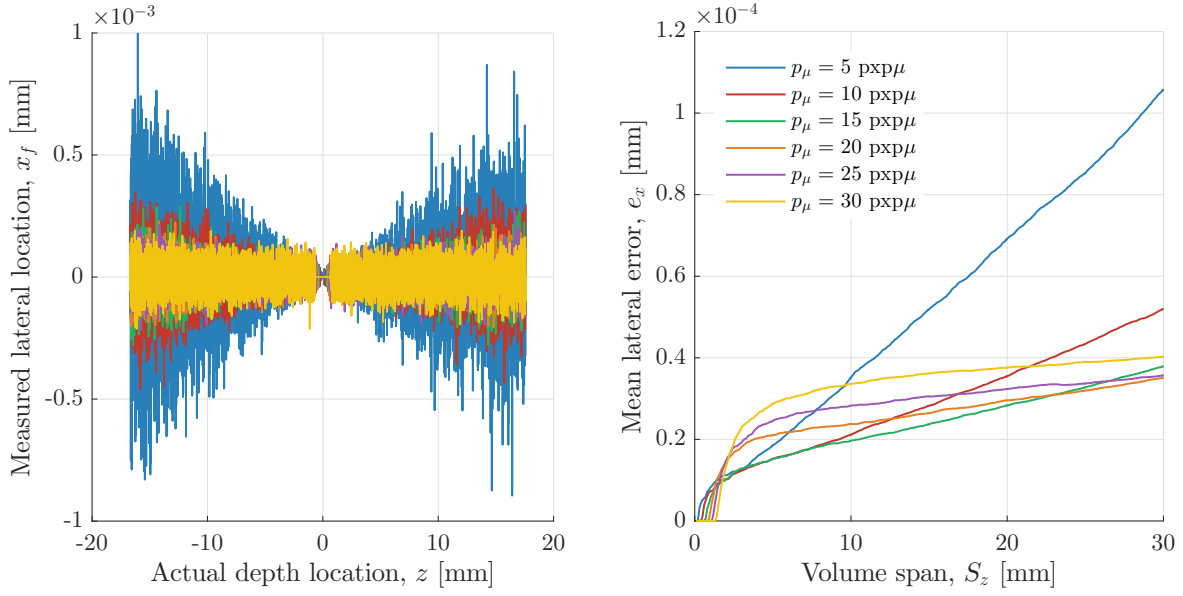 ×10⁻³
1
0.5
0
-0.5
-1
-20
-10
0
10
20
Measured lateral location, x_f [mm]
Actual depth location, z [mm]
×10⁻⁴
1.2
1
0.8
0.6
0.4
0.2
0
0
10
20
30
Mean lateral error, e_x [mm]
Volume span, S_z [mm]
p_μ = 5 pxpμ
p_μ = 10 pxpμ
p_μ = 15 pxpμ
p_μ = 20 pxpμ
p_μ = 25 pxpμ
p_μ = 30 pxpμ